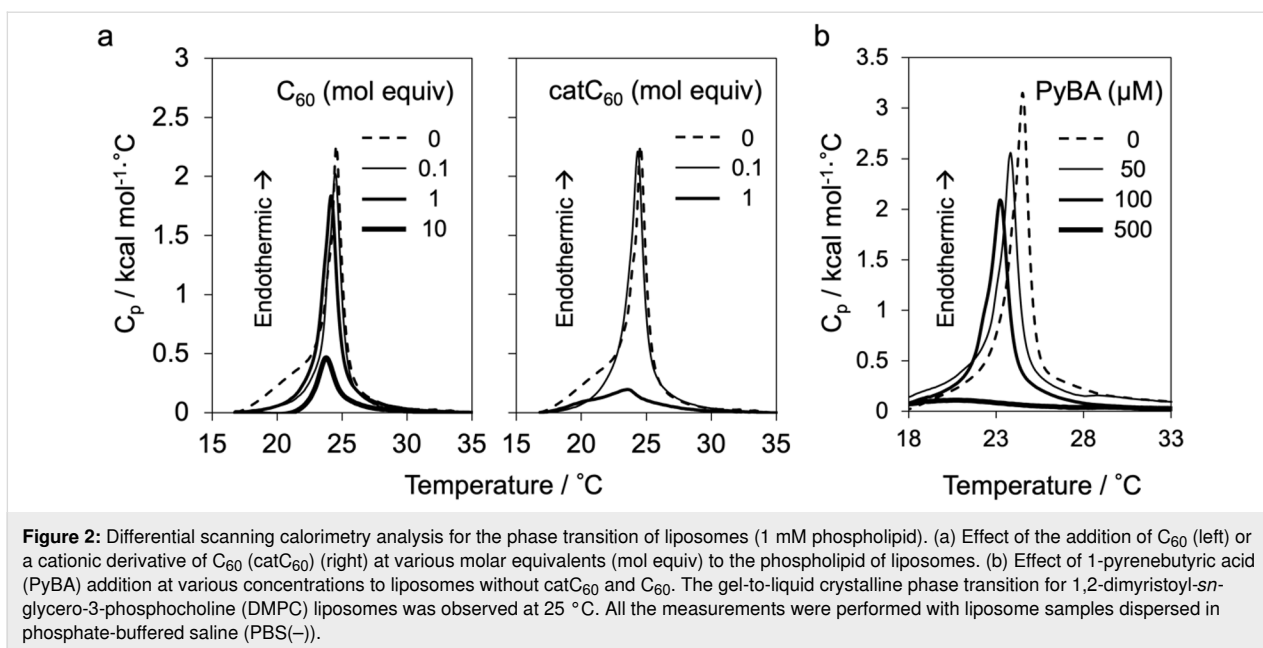 a
C₆₀ (mol equiv)
0
0.1
1
10
Endothermic →
Cₚ / kcal mol⁻¹·˚C
3
2.5
2
1.5
1
0.5
0
15 20 25 30 35
catC₆₀ (mol equiv)
0
0.1
1
Endothermic →
15 20 25 30 35
Temperature / ˚C
b
PyBA (µM)
0
50
100
500
Endothermic →
Cₚ / kcal mol⁻¹·˚C
3.5
3
2.5
2
1.5
1
0.5
0
18 23 28 33
Temperature / ˚C
Figure 2: Differential scanning calorimetry analysis for the phase transition of liposomes (1 mM phospholipid). (a) Effect of the addition of C₆₀ (left) or
a cationic derivative of C₆₀ (catC₆₀) (right) at various molar equivalents (mol equiv) to the phospholipid of liposomes. (b) Effect of 1-pyrenebutyric acid
(PyBA) addition at various concentrations to liposomes without catC₆₀ and C₆₀. The gel-to-liquid crystalline phase transition for 1,2-dimyristoyl-sn-
glycero-3-phosphocholine (DMPC) liposomes was observed at 25 °C. All the measurements were performed with liposome samples dispersed in
phosphate-buffered saline (PBS(–)).